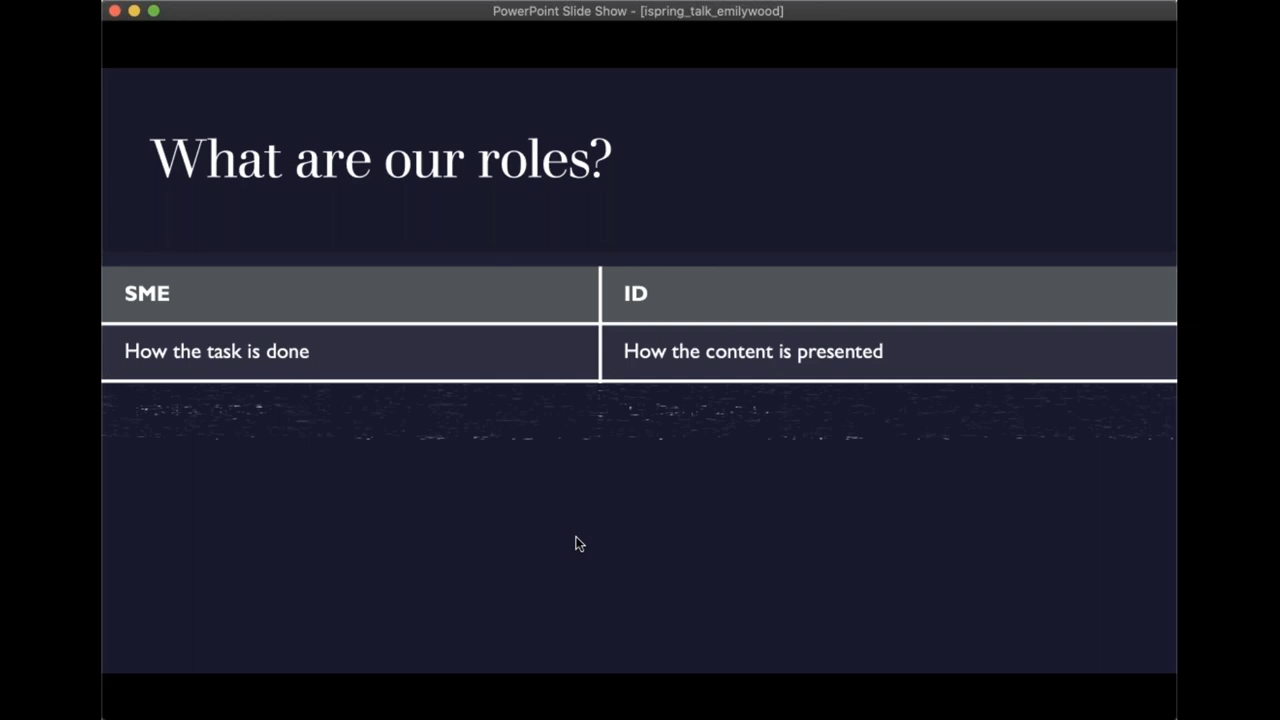 PowerPoint Slide Show - [ispring_talk_emilywood]
What are our roles?
SME
ID
How the task is done
How the content is presented